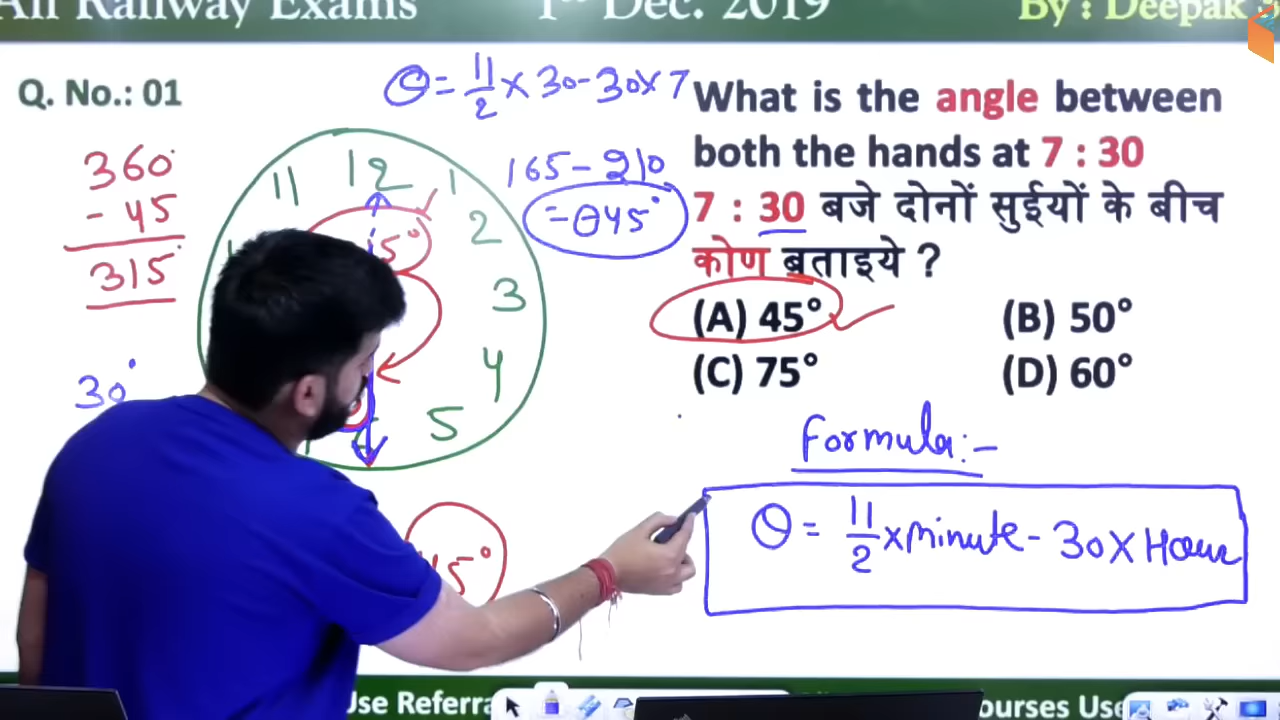 All Railway Exams 1st Dec. 2019 By : Deepak
Q. No.: 01
θ = 11/2 × 30 - 30 × 7
165 - 210
= θ45°
360°
- 45
315°
30°
11 12 1
2
3
4
5
5°
45°
What is the angle between
both the hands at 7 : 30
7 : 30 बजे दोनों सुईयों के बीच
कोण बताइये ?
(A) 45° (B) 50°
(C) 75° (D) 60°
Formula:-
θ = 11/2 × minute - 30 × Hour
Use Referra
ourses Use